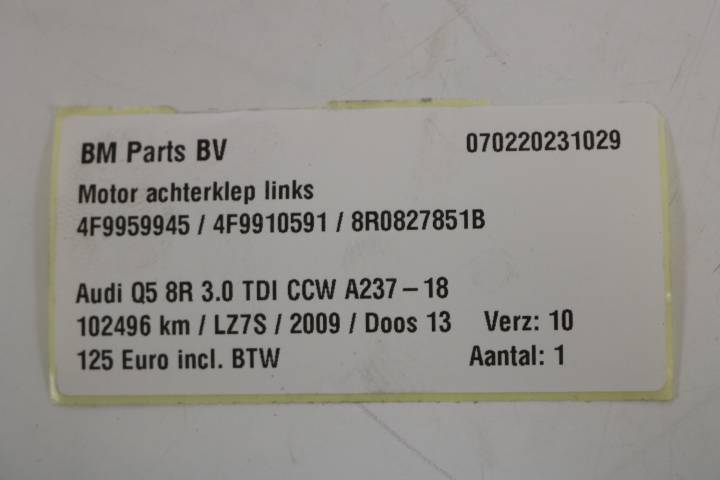 BM Parts BV 070220231029
Motor achterklep links
4F9959945 / 4F9910591 / 8R0827851B
Audi Q5 8R 3.0 TDI CCW A237 – 18
102496 km / LZ7S / 2009 / Doos 13 Verz: 10
125 Euro incl. BTW Aantal: 1